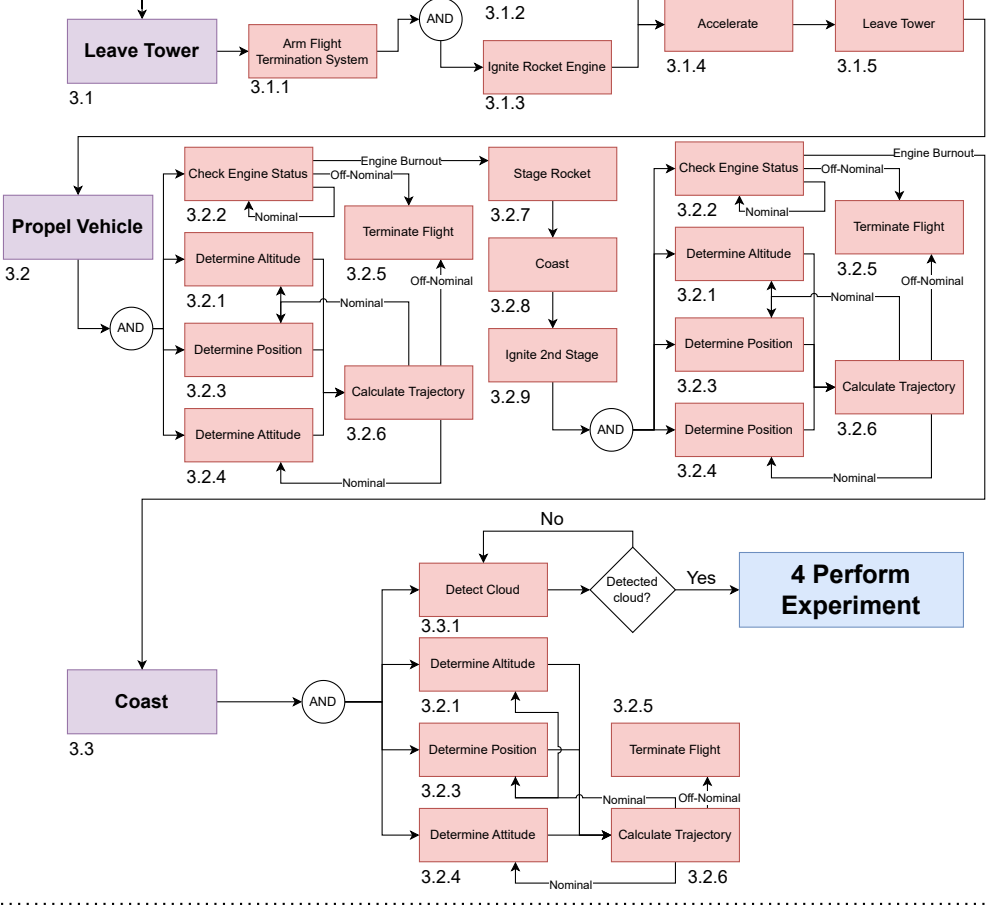 3.1.2
AND
Accelerate
Leave Tower
Leave Tower
Arm Flight
Termination System
Ignite Rocket Engine
3.1.4
3.1.5
3.1
3.1.1
3.1.3
Engine Burnout
Check Engine Status
Off-Nominal
Nominal
3.2.2
Stage Rocket
3.2.7
Engine Burnout
Check Engine Status
Off-Nominal
Nominal
3.2.2
Propel Vehicle
3.2
Terminate Flight
3.2.5
Terminate Flight
3.2.5
Determine Altitude
3.2.1
Off-Nominal
Coast
3.2.8
Determine Altitude
3.2.1
Off-Nominal
Nominal
Nominal
AND
Determine Position
3.2.3
Ignite 2nd Stage
3.2.9
Determine Position
3.2.3
Calculate Trajectory
3.2.6
Calculate Trajectory
3.2.6
Determine Attitude
3.2.4
AND
Determine Position
3.2.4
Nominal
Nominal
No
Detect Cloud
3.3.1
Detected
cloud?
Yes
4 Perform
Experiment
Determine Altitude
3.2.1
Coast
3.3
AND
3.2.5
Determine Position
3.2.3
Terminate Flight
Nominal
Off-Nominal
Determine Attitude
3.2.4
Calculate Trajectory
3.2.6
Nominal